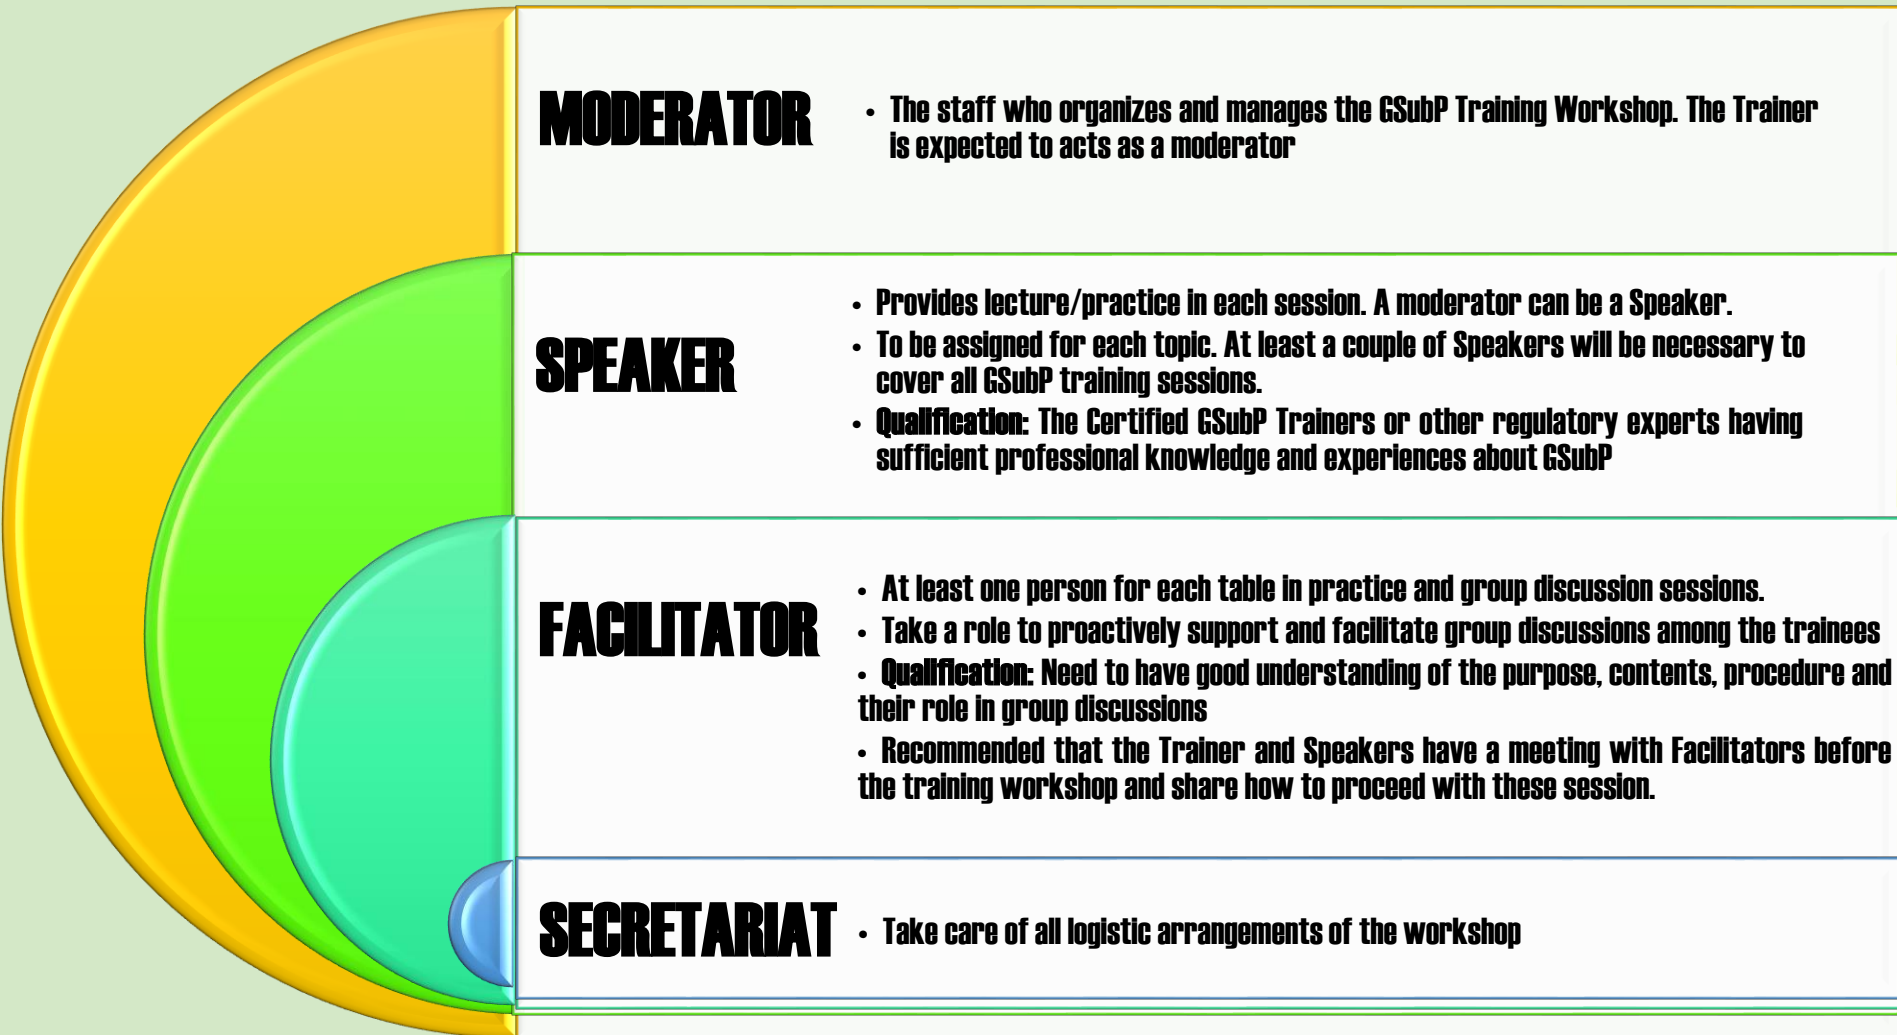 MODERATOR
• The staff who organizes and manages the GSubP Training Workshop. The Trainer
is expected to acts as a moderator
SPEAKER
• Provides lecture/practice in each session. A moderator can be a Speaker.
• To be assigned for each topic. At least a couple of Speakers will be necessary to
cover all GSubP training sessions.
• Qualification: The Certified GSubP Trainers or other regulatory experts having
sufficient professional knowledge and experiences about GSubP
FACILITATOR
• At least one person for each table in practice and group discussion sessions.
• Take a role to proactively support and facilitate group discussions among the trainees
• Qualification: Need to have good understanding of the purpose, contents, procedure and
their role in group discussions
• Recommended that the Trainer and Speakers have a meeting with Facilitators before
the training workshop and share how to proceed with these session.
SECRETARIAT
• Take care of all logistic arrangements of the workshop